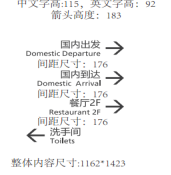 中文字高:115，英文字高：92
箭头高度：183
国内出发
Domestic Departure
间距尺寸：176
国内到达
Domestic Arrival
间距尺寸：176
餐厅2F
Restaurant 2F
间距尺寸：176
洗手间
Toilets
整体内容尺寸:1162*1423